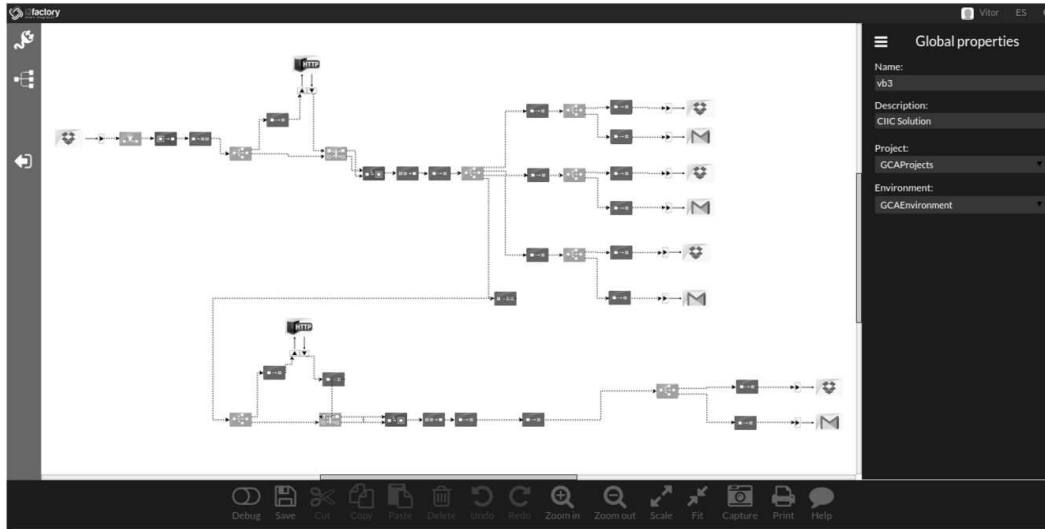 i2factory
Vitor ES
Global properties
Name:
vb3
Description:
CIIC Solution
Project:
GCAProjects
Environment:
GCAEnvironment
HTTP
HTTP
Debug Save Cut Copy Paste Delete Undo Redo Zoom in Zoom out Scale Fit Capture Print Help